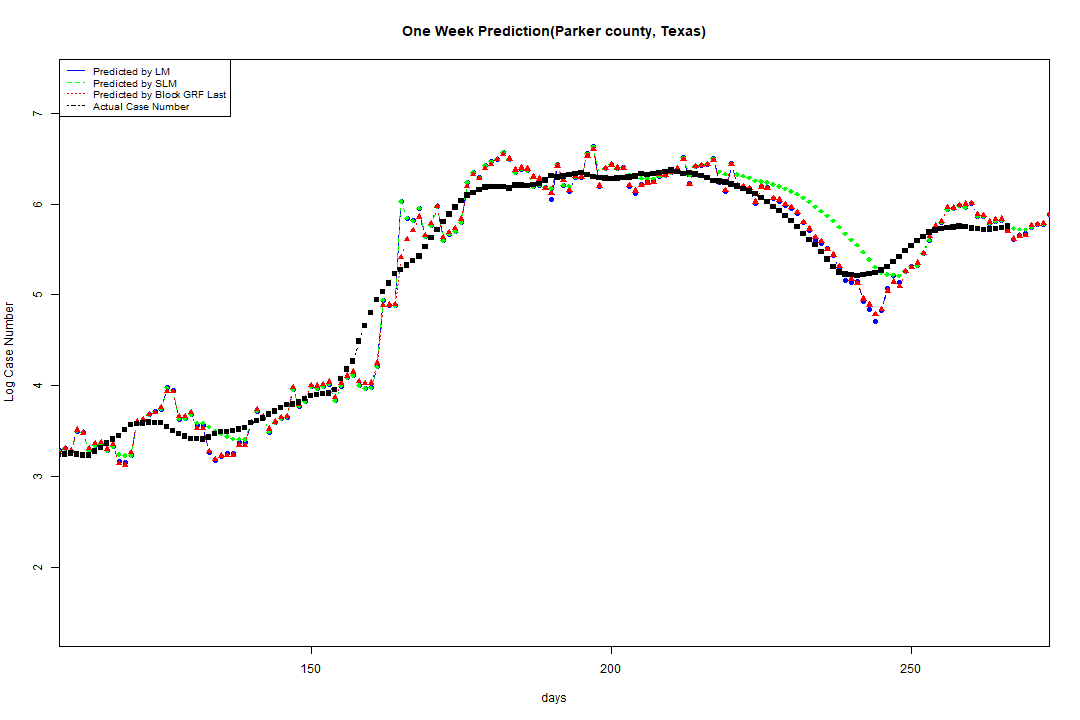 One Week Prediction(Parker county, Texas)
Predicted by LM
Predicted by SLM
Predicted by Block GRF Last
Actual Case Number
7
6
5
4
3
2
Log Case Number
150
200
250
days